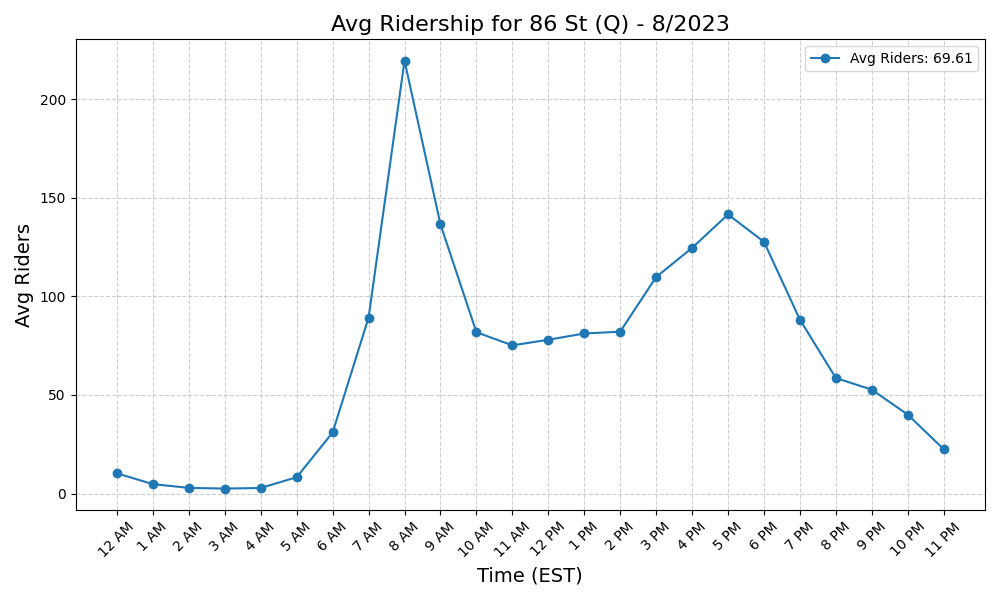 Avg Ridership for 86 St (Q) - 8/2023
Avg Riders: 69.61
Avg Riders
200
150
100
50
0
12 AM
1 AM
2 AM
3 AM
4 AM
5 AM
6 AM
7 AM
8 AM
9 AM
10 AM
11 AM
12 PM
1 PM
2 PM
3 PM
4 PM
5 PM
6 PM
7 PM
8 PM
9 PM
10 PM
11 PM
Time (EST)